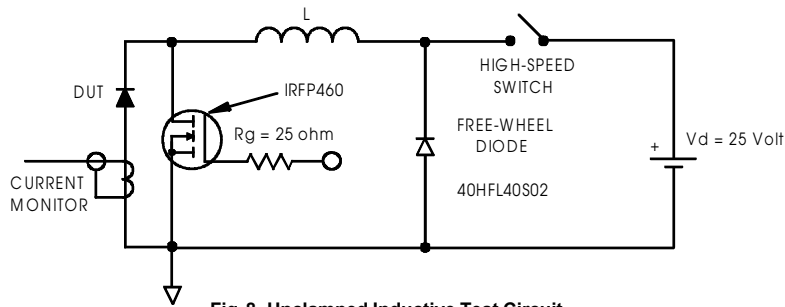 L
HIGH-SPEED
SWITCH
DUT
IRFP460
Rg = 25 ohm
FREE-WHEEL
DIODE
+
Vd = 25 Volt
CURRENT
MONITOR
40HFL40S02
Fig. 8 - Unclamped Inductive Test Circuit